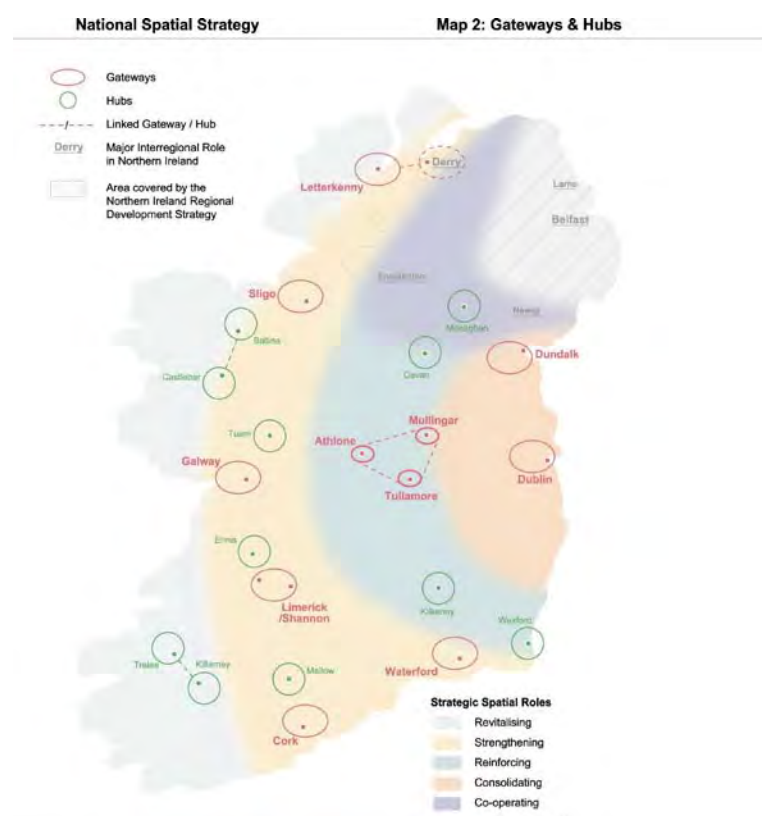 National Spatial Strategy
Map 2: Gateways & Hubs
Gateways
Hubs
Linked Gateway / Hub
Derry
Major Interregional Role
in Northern Ireland
Area covered by the
Northern Ireland Regional
Development Strategy
Derry
Letterkenny
Larne
Belfast
Enniskillen
Sligo
Monaghan
Newry
Ballina
Dundalk
Cavan
Castlebar
Mullingar
Tuam
Athlone
Galway
Dublin
Tullamore
Ennis
Limerick
/Shannon
Kilkenny
Wexford
Tralee
Killarney
Mallow
Waterford
Cork
Strategic Spatial Roles
Revitalising
Strengthening
Reinforcing
Consolidating
Co-operating